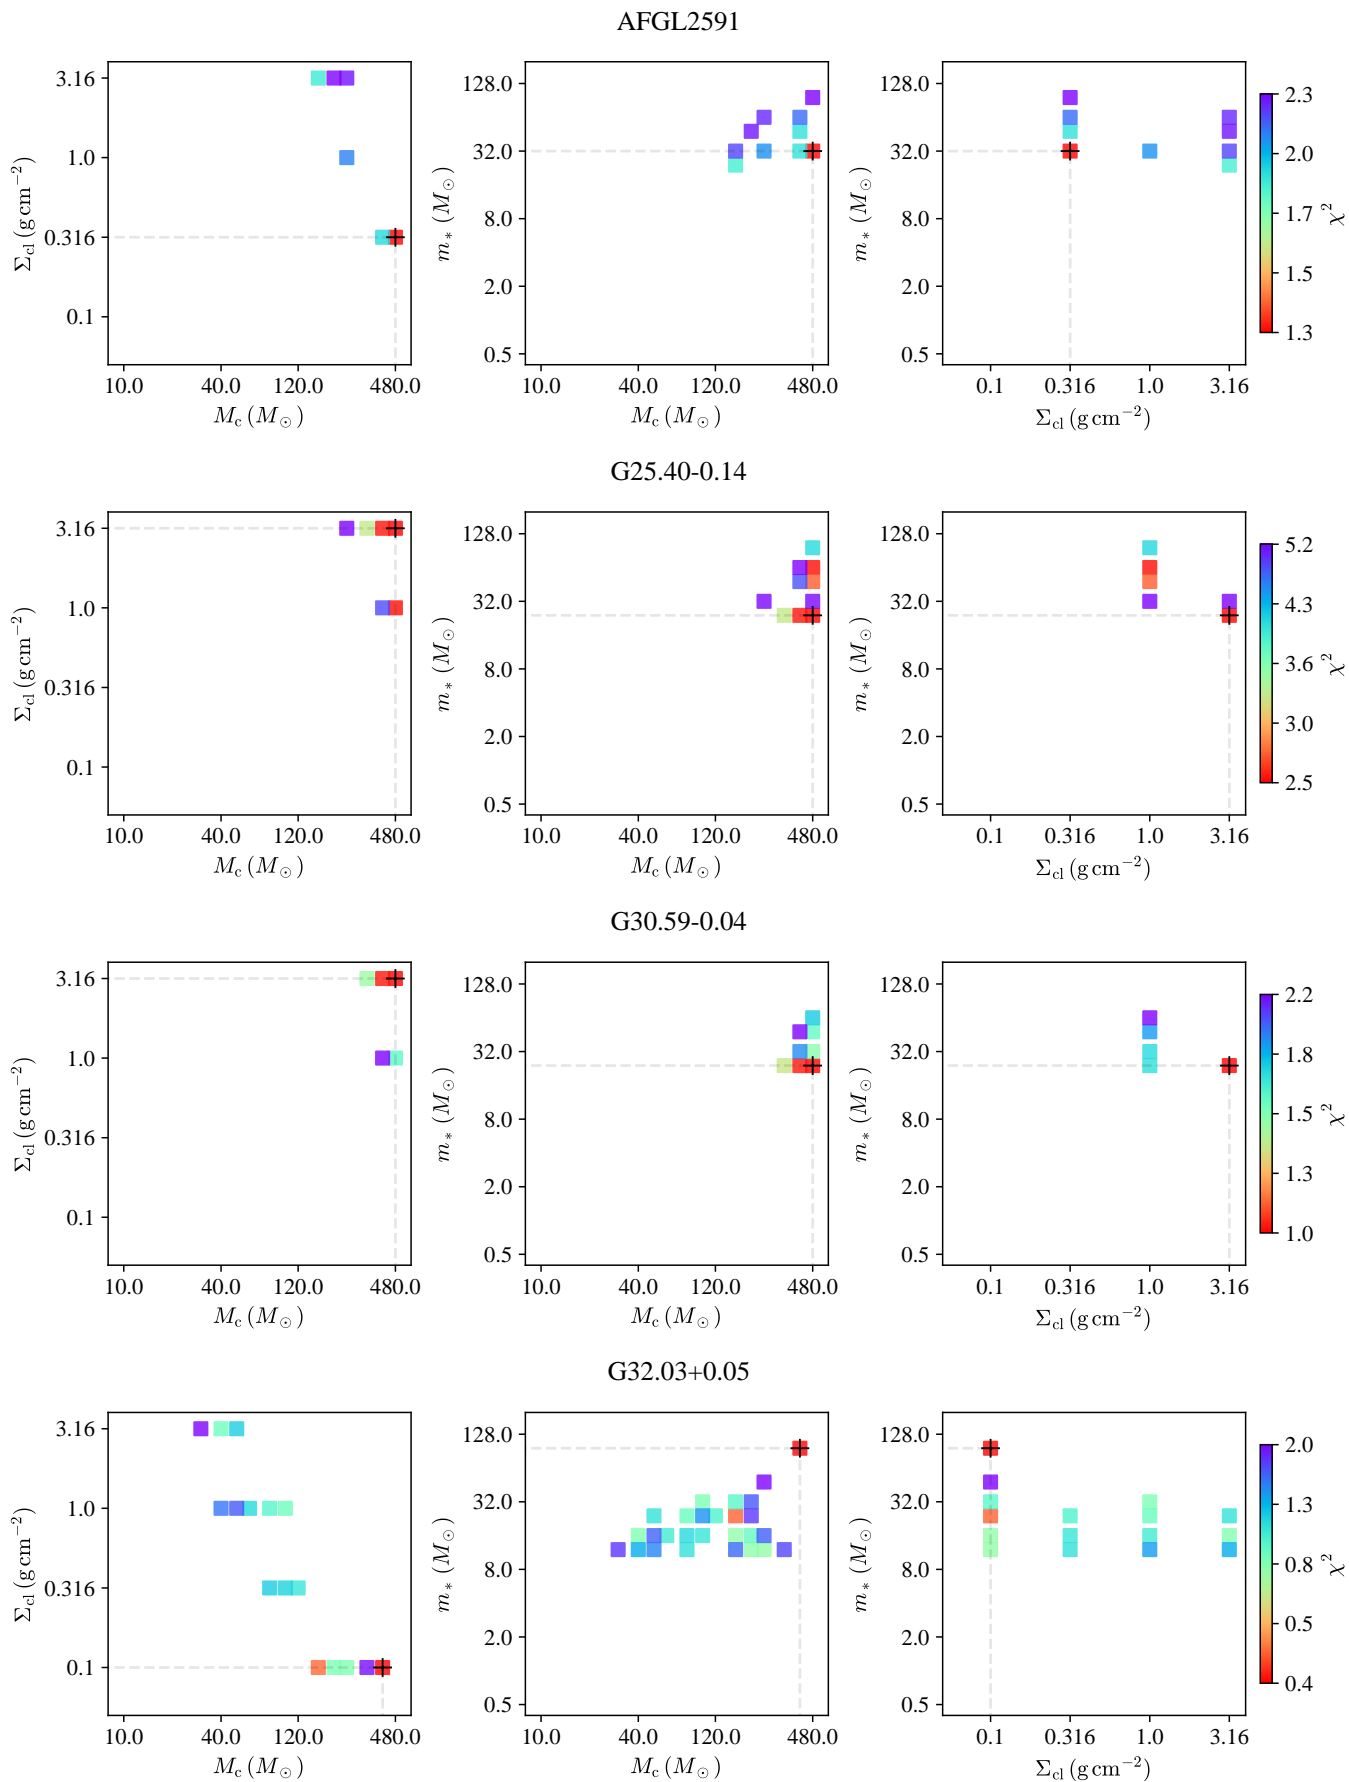 AFGL2591
3.16
1.0
0.316
0.1
Σcl (g cm−2)
10.0 40.0 120.0 480.0
Mc (M⊙)
128.0
32.0
8.0
2.0
0.5
m* (M⊙)
10.0 40.0 120.0 480.0
Mc (M⊙)
128.0
32.0
8.0
2.0
0.5
m* (M⊙)
0.1 0.316 1.0 3.16
Σcl (g cm−2)
2.3
2.0
1.7
1.5
1.3
χ2
G25.40-0.14
3.16
1.0
0.316
0.1
Σcl (g cm−2)
10.0 40.0 120.0 480.0
Mc (M⊙)
128.0
32.0
8.0
2.0
0.5
m* (M⊙)
10.0 40.0 120.0 480.0
Mc (M⊙)
128.0
32.0
8.0
2.0
0.5
m* (M⊙)
0.1 0.316 1.0 3.16
Σcl (g cm−2)
5.2
4.3
3.6
3.0
2.5
χ2
G30.59-0.04
3.16
1.0
0.316
0.1
Σcl (g cm−2)
10.0 40.0 120.0 480.0
Mc (M⊙)
128.0
32.0
8.0
2.0
0.5
m* (M⊙)
10.0 40.0 120.0 480.0
Mc (M⊙)
128.0
32.0
8.0
2.0
0.5
m* (M⊙)
0.1 0.316 1.0 3.16
Σcl (g cm−2)
2.2
1.8
1.5
1.3
1.0
χ2
G32.03+0.05
3.16
1.0
0.316
0.1
Σcl (g cm−2)
10.0 40.0 120.0 480.0
Mc (M⊙)
128.0
32.0
8.0
2.0
0.5
m* (M⊙)
10.0 40.0 120.0 480.0
Mc (M⊙)
128.0
32.0
8.0
2.0
0.5
m* (M⊙)
0.1 0.316 1.0 3.16
Σcl (g cm−2)
2.0
1.3
0.8
0.5
0.4
χ2